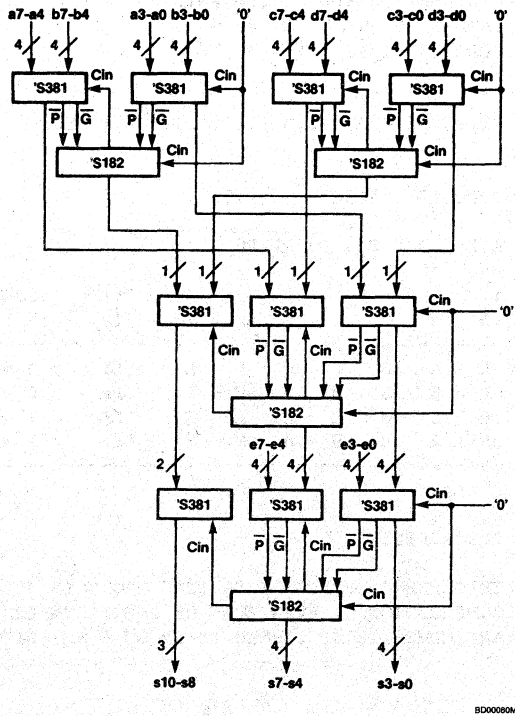 a7-a4 b7-b4 a3-a0 b3-b0 '0' c7-c4 d7-d4 c3-c0 d3-d0 '0'
4 4 4 4 4 4 4 4
Cin Cin Cin Cin
'S381 'S381 'S381 'S381
P G P G P G P G
Cin Cin
'S182 'S182
1 1 1 1 1 1
Cin
'S381 'S381 'S381 '0'
Cin P G Cin P G
'S182
e7-e4 e3-e0
2 4 4 4 4
Cin
'S381 'S381 'S381 '0'
Cin P G Cin P G
'S182 Cin
3 4 4
s10-s8 s7-s4 s3-s0
BD00080M